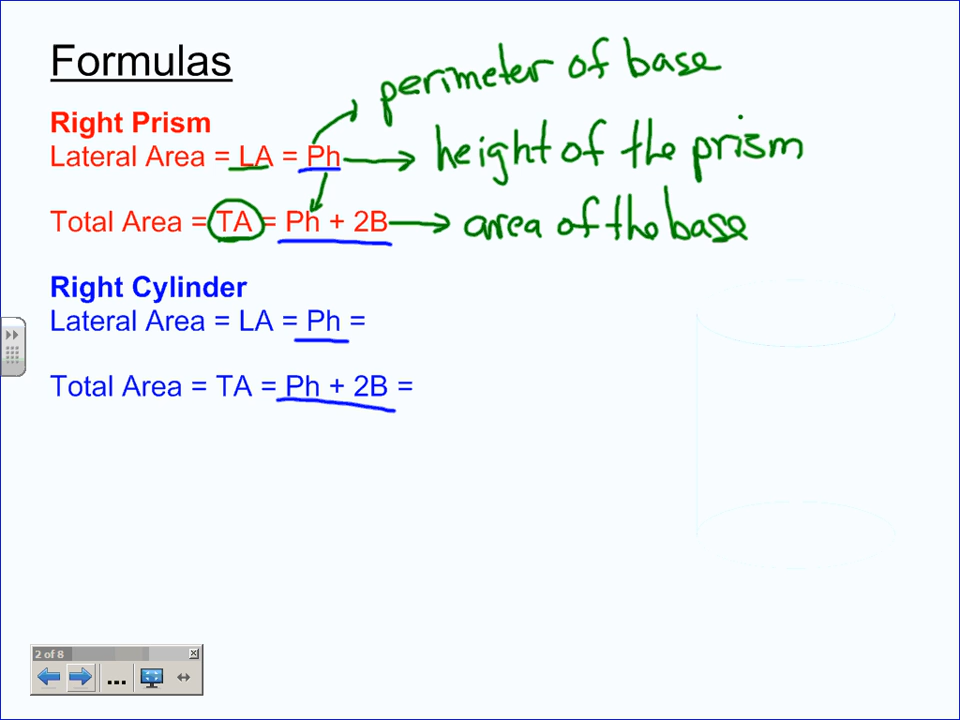 Formulas
perimeter of base
Right Prism
Lateral Area = LA = Ph
height of the prism
Total Area = TA = Ph + 2B
area of the base
Right Cylinder
Lateral Area = LA = Ph =
Total Area = TA = Ph + 2B =
2 of 8